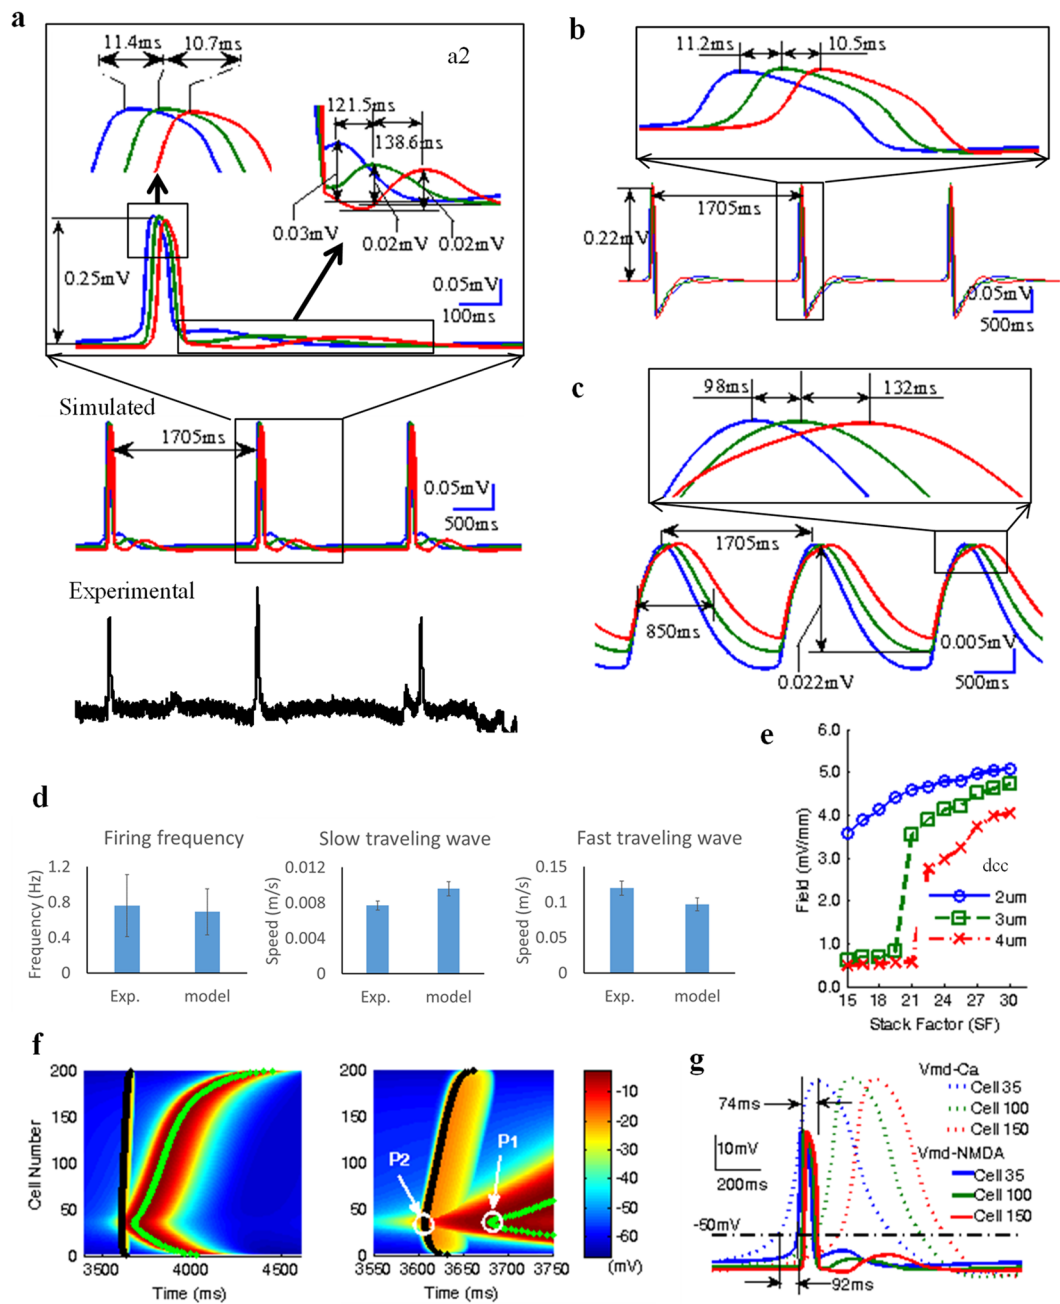 a
11.4ms
10.7ms
a2
121.5ms
138.6ms
0.03mV
0.02mV
0.02mV
0.25mV
0.05mV
100ms
Simulated
1705ms
0.05mV
500ms
Experimental
b
11.2ms
10.5ms
1705ms
0.22mV
0.05mV
500ms
c
98ms
132ms
1705ms
850ms
0.005mV
0.022mV
500ms
d
Firing frequency
Frequency (Hz)
1.2
0.8
0.4
0
Exp.
model
Slow traveling wave
Speed (m/s)
0.012
0.008
0.004
0
Exp.
model
Fast traveling wave
Speed (m/s)
0.15
0.1
0.05
0
Exp.
model
e
Field (mV/mm)
6.0
5.0
4.0
3.0
2.0
1.0
0.0
dcc
2um
3um
4um
15
18
21
24
27
30
Stack Factor (SF)
f
Cell Number
200
150
100
50
0
3500
4000
4500
Time (ms)
200
150
100
50
0
P2
P1
3550
3600
3650
3700
3750
Time (ms)
-10
-20
-30
-40
-50
-60
(mV)
g
Vmd-Ca
Cell 35
Cell 100
Cell 150
Vmd-NMDA
Cell 35
Cell 100
Cell 150
74ms
10mV
200ms
-50mV
92ms